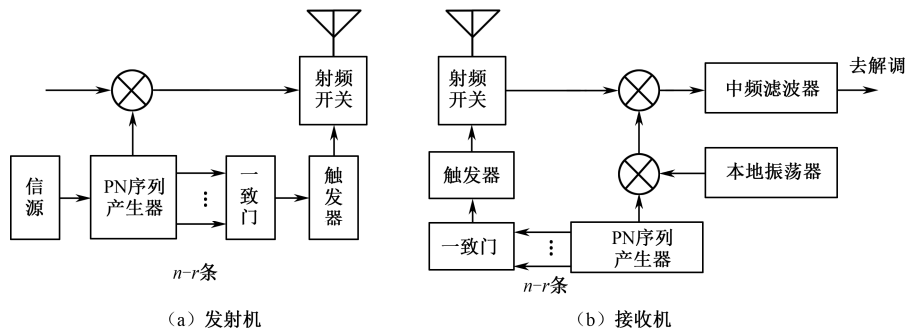 射频
开关
信
源
PN序列
产生器
一
致
门
触
发
器
n-r条
（a）发射机
射频
开关
中频滤波器
去解调
触发器
本地振荡器
一致门
PN序列
产生器
n-r条
（b）接收机